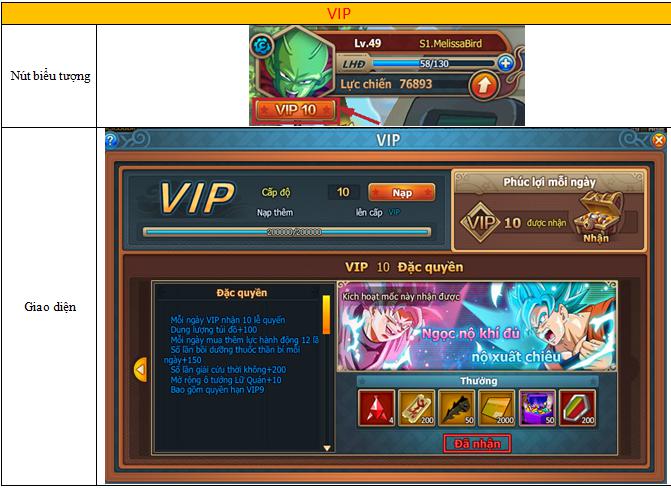 VIP
Nút biểu tượng
Lv.49 S1.MelissaBird
LHĐ 58/130
Lực chiến 76893
VIP 10
Giao diện
VIP
VIP Cấp độ 10 Nạp
Nạp thêm lên cấp VIP
200000/200000
Phúc lợi mỗi ngày
VIP 10 được nhận
Nhận
VIP 10 Đặc quyền
Đặc quyền
Mỗi ngày VIP nhận 10 lễ quyển
Dung lượng túi đồ+100
Mỗi ngày mua thêm lực hành động 12 lầ
Số lần bồi dưỡng thuốc thần bí mỗi
ngày+150
Số lần giải cứu thời không+200
Mở rộng ô tướng Lữ Quán+10
Bao gồm quyền hạn VIP9
Kích hoạt mốc này nhận được
Ngọc nộ khí đủ
nộ xuất chiêu
Thưởng
4 200 50 2000 50 200
Đã nhận